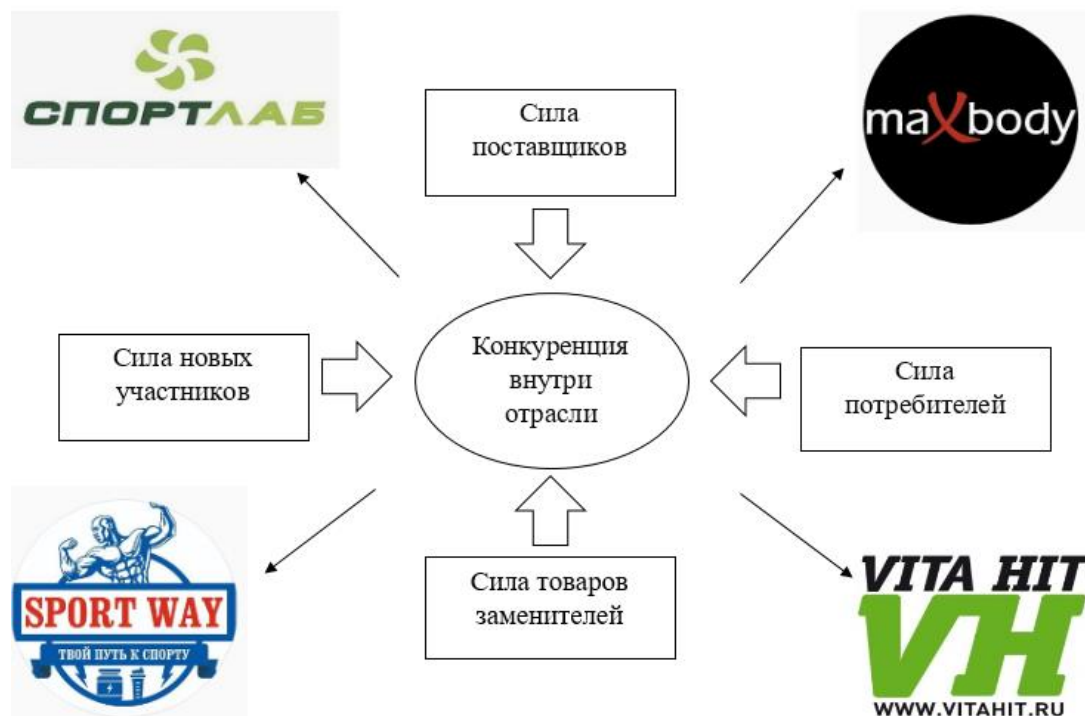 СПОРТЛАБ
Сила
поставщиков
maXbody
Сила новых
участников
Конкуренция
внутри
отрасли
Сила
потребителей
SPORT WAY
ТВОЙ ПУТЬ К СПОРТУ
Сила товаров
заменителей
VITA HIT
VH
WWW.VITAHIT.RU